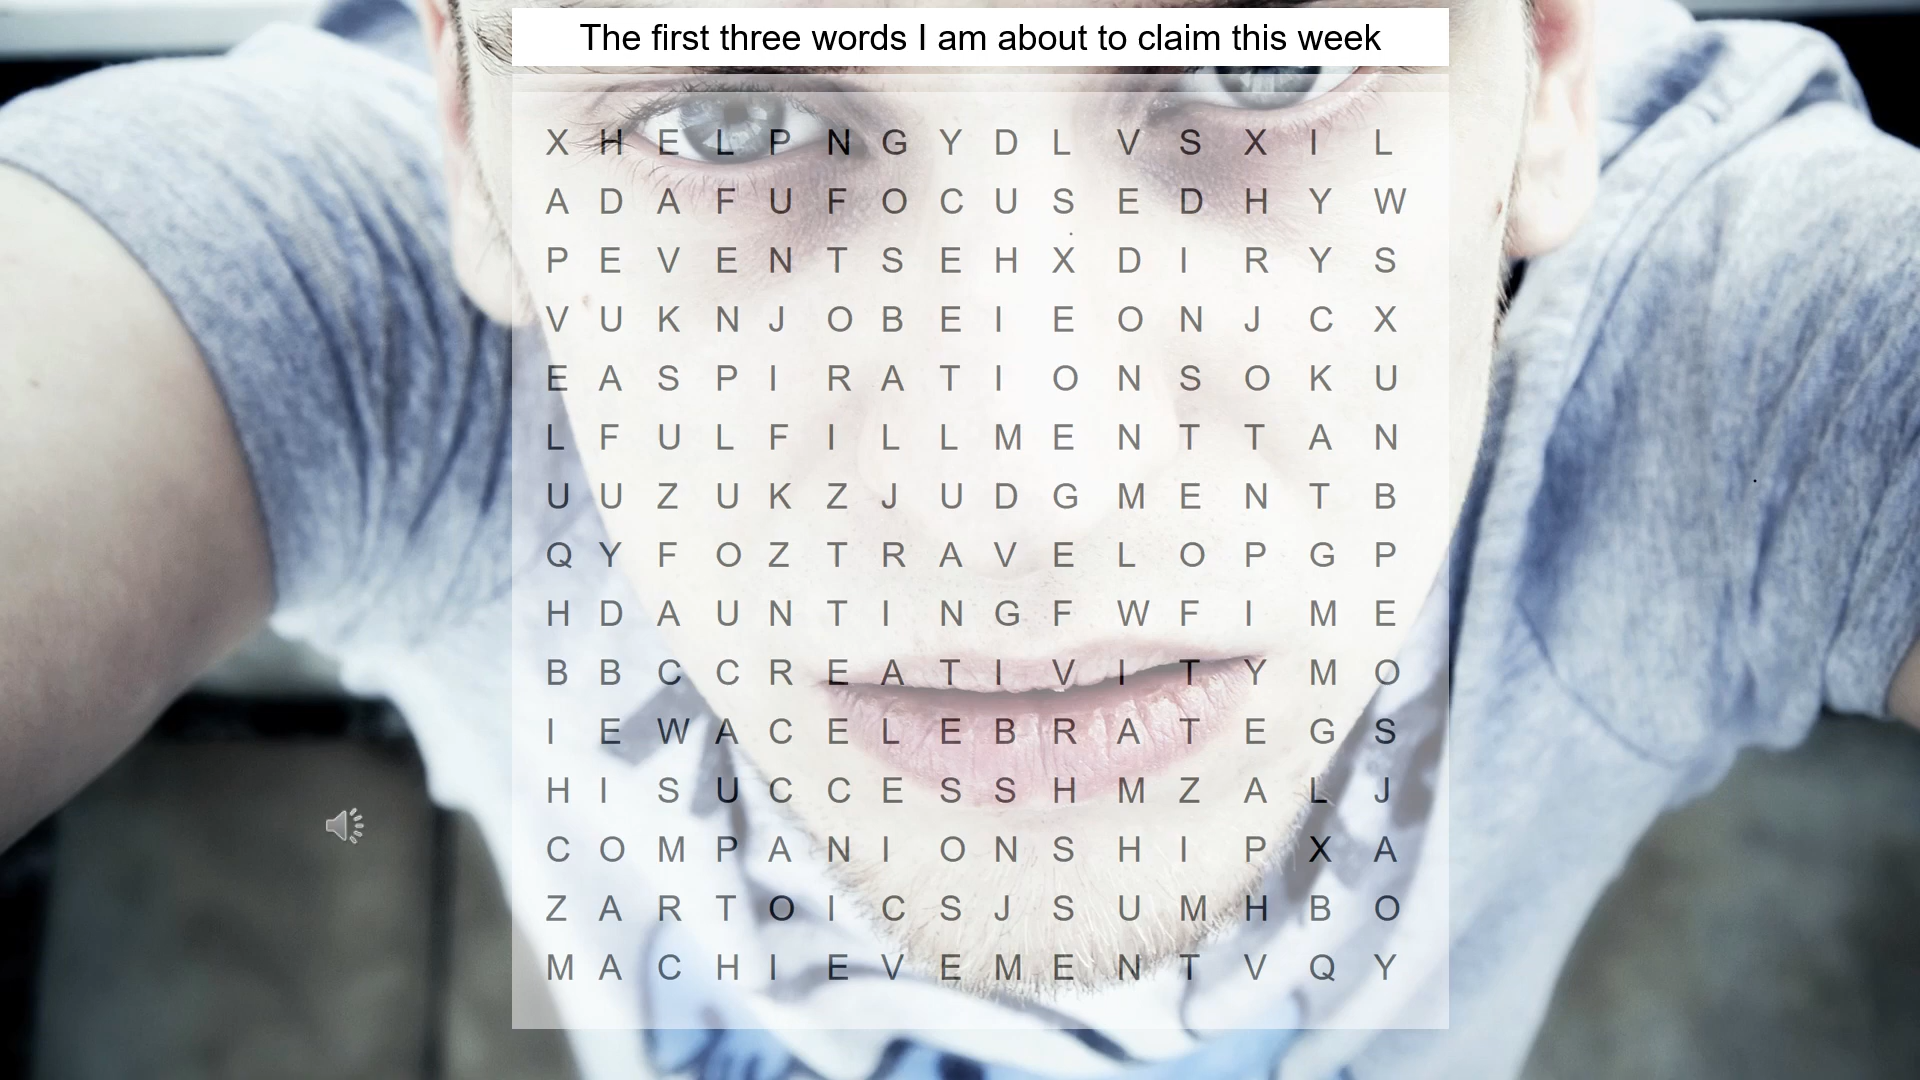 The first three words I am about to claim this week
X H E L P N G Y D L V S X I L
A D A F U F O C U S E D H Y W
P E V E N T S E H X D I R Y S
V U K N J O B E I E O N J C X
E A S P I R A T I O N S O K U
L F U L F I L L M E N T T A N
U U Z U K Z J U D G M E N T B
Q Y F O Z T R A V E L O P G P
H D A U N T I N G F W F I M E
B B C C R E A T I V I T Y M O
I E W A C E L E B R A T E G S
H I S U C C E S S H M Z A L J
C O M P A N I O N S H I P X A
Z A R T O I C S J S U M H B O
M A C H I E V E M E N T V Q Y